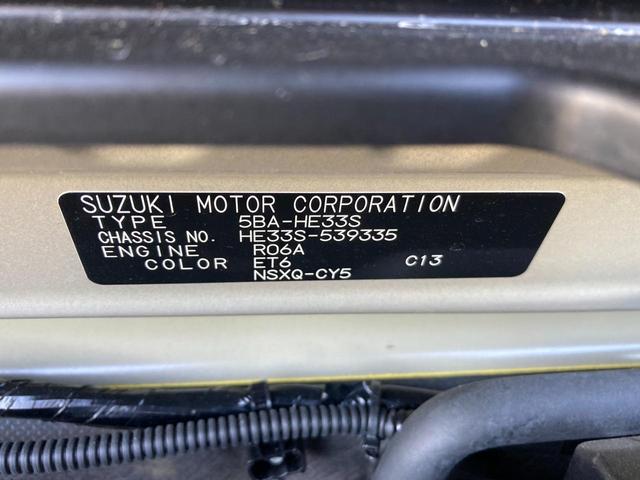 SUZUKI MOTOR CORPORATION
TYPE 5BA-HE33S
CHASSIS NO. HE33S-539335
ENGINE R06A
COLOR ET6 C13
NSXQ-CY5